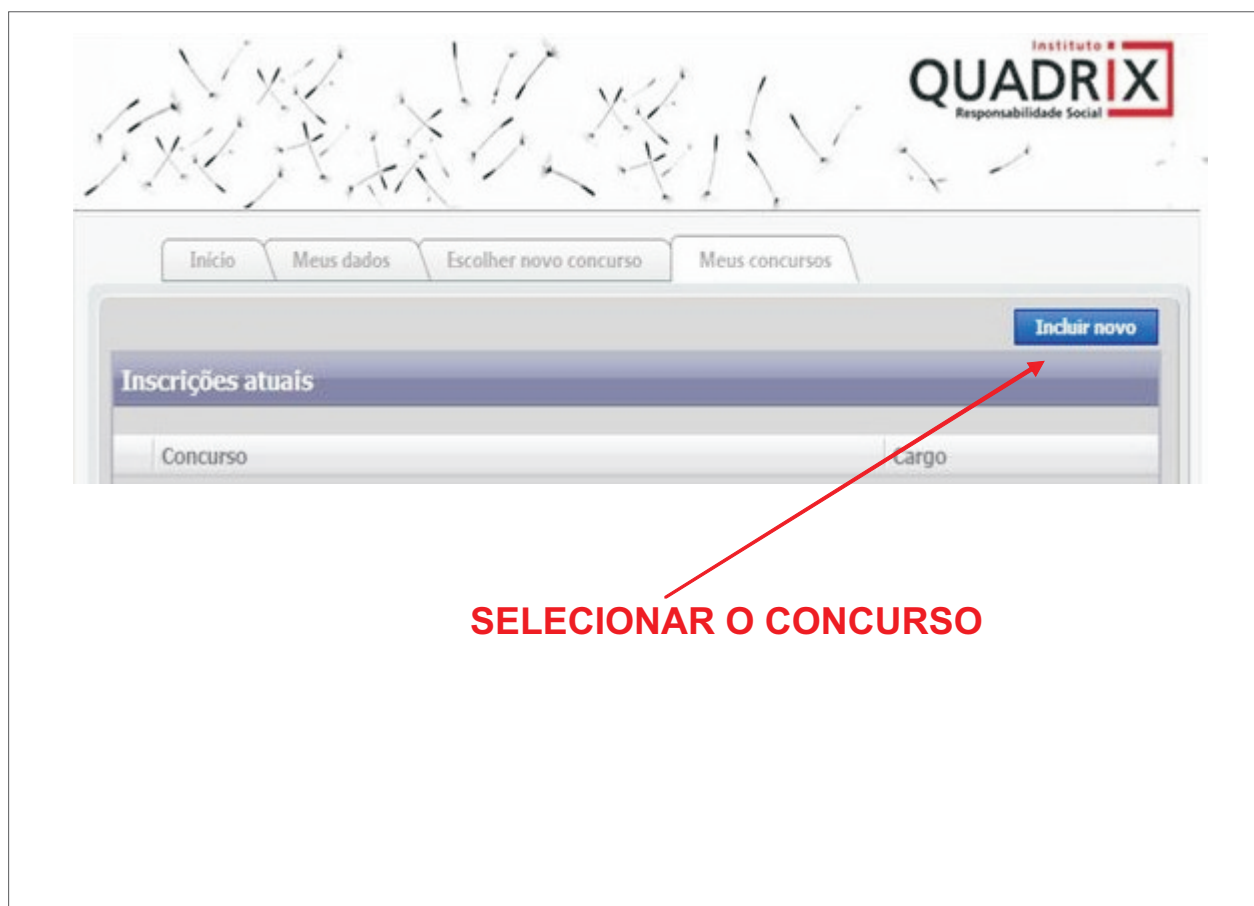 Instituto
QUADRIX
Responsabilidade Social
Início
Meus dados
Escolher novo concurso
Meus concursos
Incluir novo
Inscrições atuais
Concurso
Cargo
SELECIONAR O CONCURSO